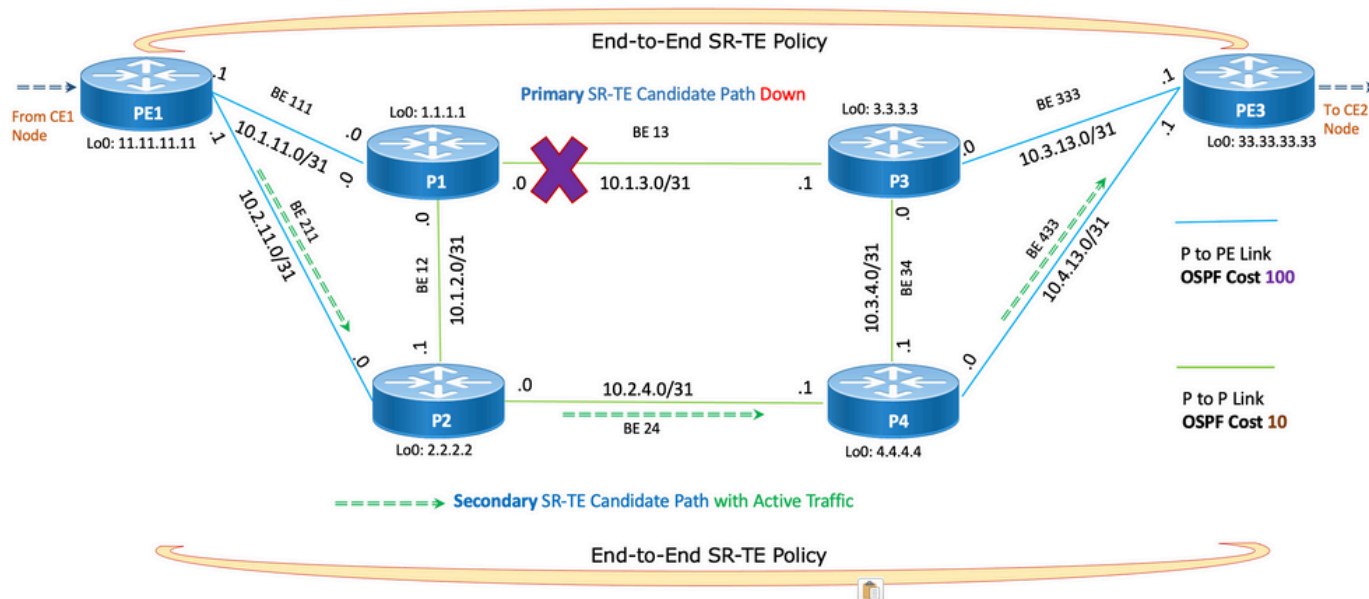 End-to-End SR-TE Policy
From CE1
Node
PE1
Lo0: 11.11.11.11
.1
.1
BE 111
10.1.11.0/31
.0
.0
BE 211
10.2.11.0/31
.0
Primary SR-TE Candidate Path Down
Lo0: 1.1.1.1
P1
.0
BE 13
10.1.3.0/31
.1
Lo0: 3.3.3.3
P3
.0
BE 333
10.3.13.0/31
.1
PE3
Lo0: 33.33.33.33
To CE2
Node
.1
.0
BE 12
10.1.2.0/31
.1
.0
10.3.4.0/31
BE 34
.1
BE 433
10.4.13.0/31
.0
P to PE Link
OSPF Cost 100
P2
Lo0: 2.2.2.2
.0
10.2.4.0/31
.1
BE 24
P4
Lo0: 4.4.4.4
P to P Link
OSPF Cost 10
Secondary SR-TE Candidate Path with Active Traffic
End-to-End SR-TE Policy